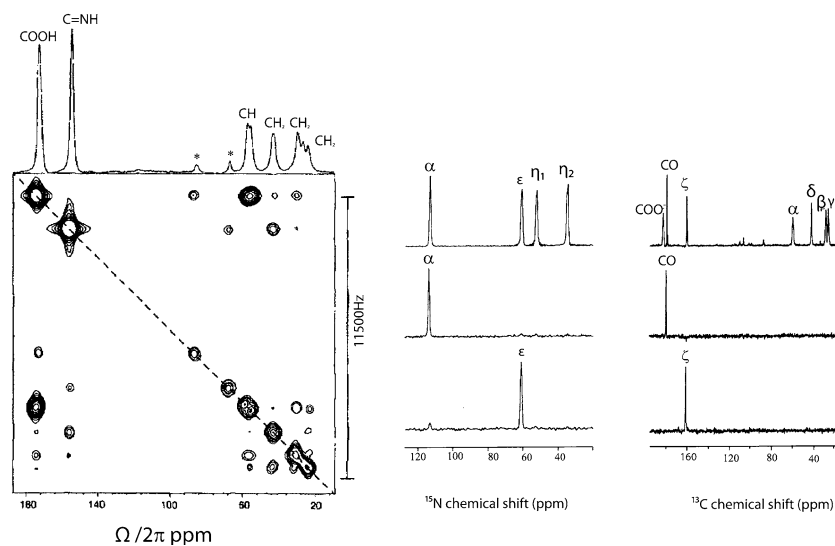 COOH
C=NH
CH
CH₂
CH₂
CH₂
*
*
11500Hz
180 140 100 60 20
Ω /2π ppm
α
ε
η₁
η₂
α
ε
120 100 80 60 40 20
¹⁵N chemical shift (ppm)
COO⁻
CO
ζ
α
δ
β
γ
CO
ζ
160 120 80 40
¹³C chemical shift (ppm)